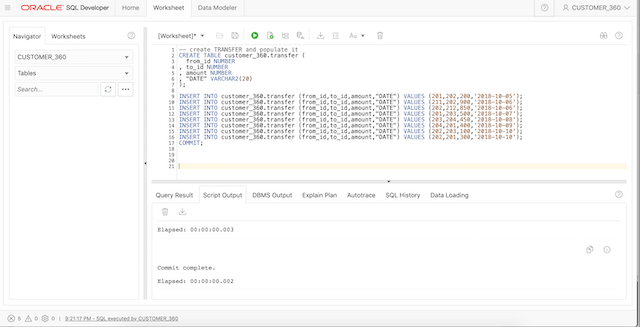 ORACLE SQL Developer Home Worksheet Data Modeler CUSTOMER_360
Navigator Worksheets [Worksheet]* Aa
CUSTOMER_360
Tables
Search...
1 -- create TRANSFER and populate it
2 CREATE TABLE customer_360.transfer (
3 from_id NUMBER
4 , to_id NUMBER
5 , amount NUMBER
6 , "DATE" VARCHAR2(20)
7 );
8
9 INSERT INTO customer_360.transfer (from_id,to_id,amount,"DATE") VALUES (201,202,200,'2018-10-05');
10 INSERT INTO customer_360.transfer (from_id,to_id,amount,"DATE") VALUES (211,202,900,'2018-10-06');
11 INSERT INTO customer_360.transfer (from_id,to_id,amount,"DATE") VALUES (202,212,850,'2018-10-06');
12 INSERT INTO customer_360.transfer (from_id,to_id,amount,"DATE") VALUES (201,203,500,'2018-10-07');
13 INSERT INTO customer_360.transfer (from_id,to_id,amount,"DATE") VALUES (203,204,450,'2018-10-08');
14 INSERT INTO customer_360.transfer (from_id,to_id,amount,"DATE") VALUES (204,201,400,'2018-10-09');
15 INSERT INTO customer_360.transfer (from_id,to_id,amount,"DATE") VALUES (202,203,100,'2018-10-10');
16 INSERT INTO customer_360.transfer (from_id,to_id,amount,"DATE") VALUES (202,201,300,'2018-10-10');
17 COMMIT;
18
19
20
21
Query Result Script Output DBMS Output Explain Plan Autotrace SQL History Data Loading
Elapsed: 00:00:00.003
Commit complete.
Elapsed: 00:00:00.002
5 0 0 | 9:21:17 PM - SQL executed by CUSTOMER_360